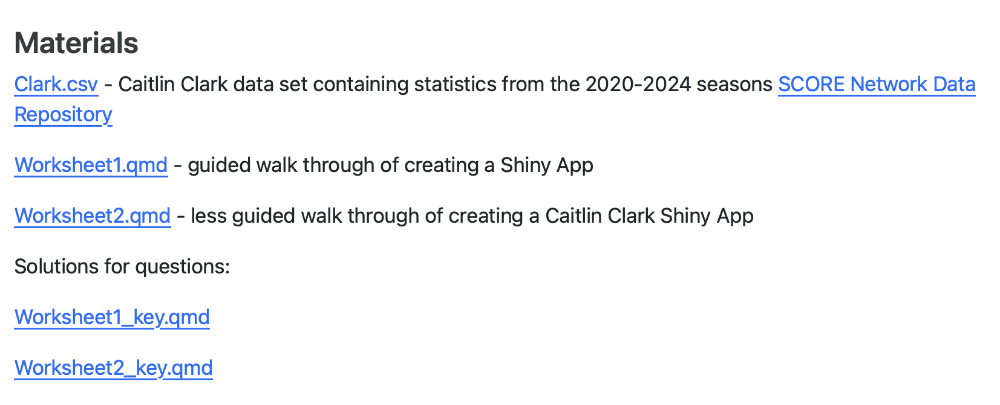 Materials
Clark.csv - Caitlin Clark data set containing statistics from the 2020-2024 seasons SCORE Network Data
Repository
Worksheet1.qmd - guided walk through of creating a Shiny App
Worksheet2.qmd - less guided walk through of creating a Caitlin Clark Shiny App
Solutions for questions:
Worksheet1_key.qmd
Worksheet2_key.qmd